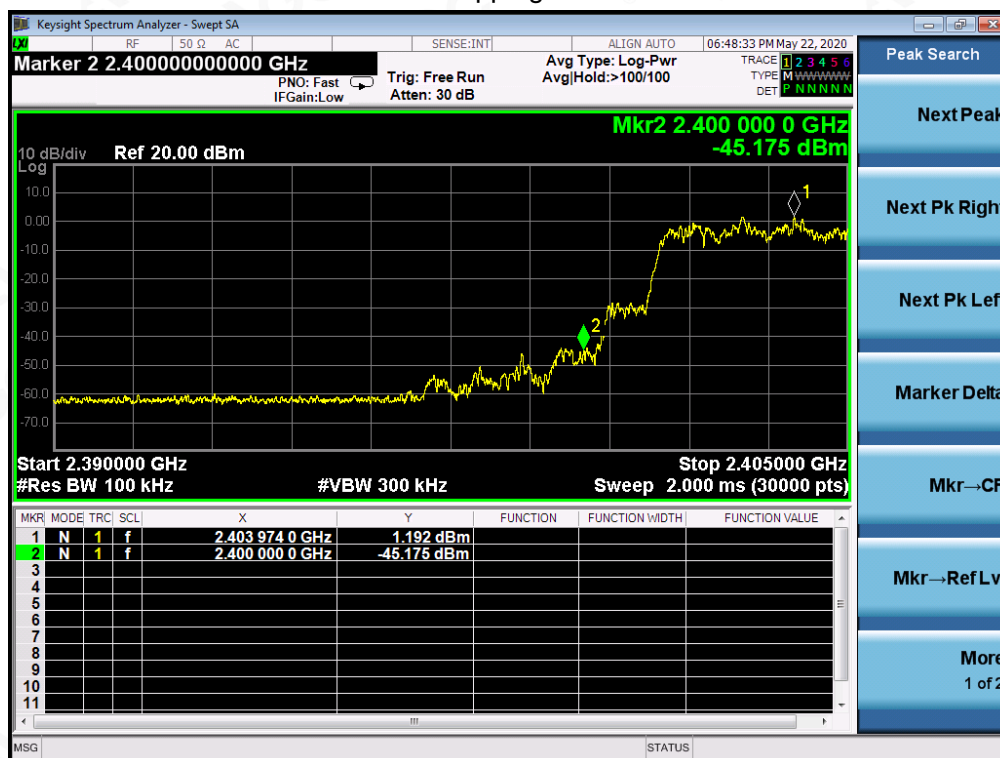 pping
Keysight Spectrum Analyzer - Swept SA
LXI RF 50 Ω AC SENSE:INT ALIGN AUTO 06:48:33 PM May 22, 2020
Marker 2 2.400000000000 GHz
PNO: Fast
IFGain:Low
Trig: Free Run
Atten: 30 dB
Avg Type: Log-Pwr
Avg|Hold:>100/100
TRACE 1 2 3 4 5 6
TYPE M WWWWW
DET P N N N N N
Mkr2 2.400 000 0 GHz
-45.175 dBm
10 dB/div Ref 20.00 dBm
Log
10.0
0.00
-10.0
-20.0
-30.0
-40.0
-50.0
-60.0
-70.0
1
2
Start 2.390000 GHz Stop 2.405000 GHz
#Res BW 100 kHz #VBW 300 kHz Sweep 2.000 ms (30000 pts)
MKR MODE TRC SCL X Y FUNCTION FUNCTION WIDTH FUNCTION VALUE
1 N 1 f 2.403 974 0 GHz 1.192 dBm
2 N 1 f 2.400 000 0 GHz -45.175 dBm
3
4
5
6
7
8
9
10
11
MSG STATUS
Peak Search
Next Peak
Next Pk Right
Next Pk Left
Marker Delta
Mkr→CF
Mkr→Ref Lv
More
1 of 2